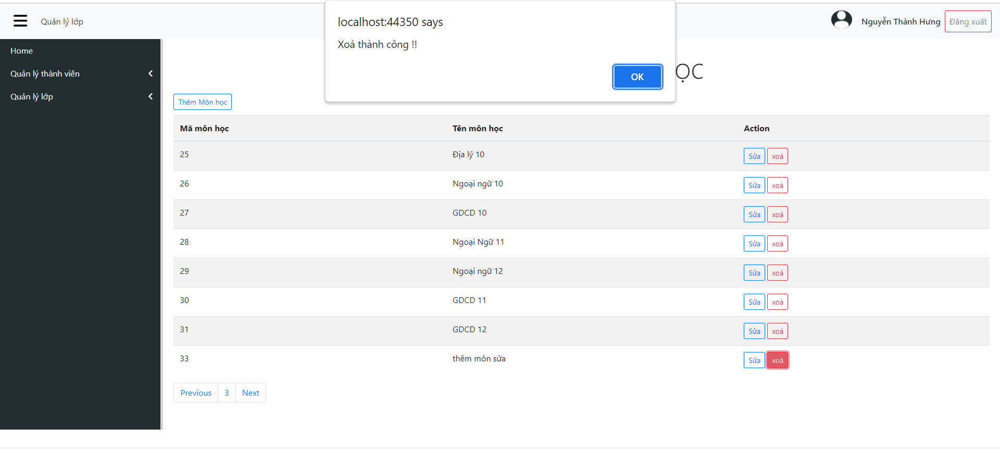 Quản lý lớp
localhost:44350 says
Xoá thành công !!
OK
Nguyễn Thành Hưng
Đăng xuất
Home
Quản lý thành viên
Quản lý lớp
ỌC
Thêm Môn học
Mã môn học Tên môn học Action
25 Địa lý 10 Sửa xoá
26 Ngoại ngữ 10 Sửa xoá
27 GDCD 10 Sửa xoá
28 Ngoại Ngữ 11 Sửa xoá
29 Ngoại ngữ 12 Sửa xoá
30 GDCD 11 Sửa xoá
31 GDCD 12 Sửa xoá
33 thêm môn sửa Sửa xoá
Previous 3 Next